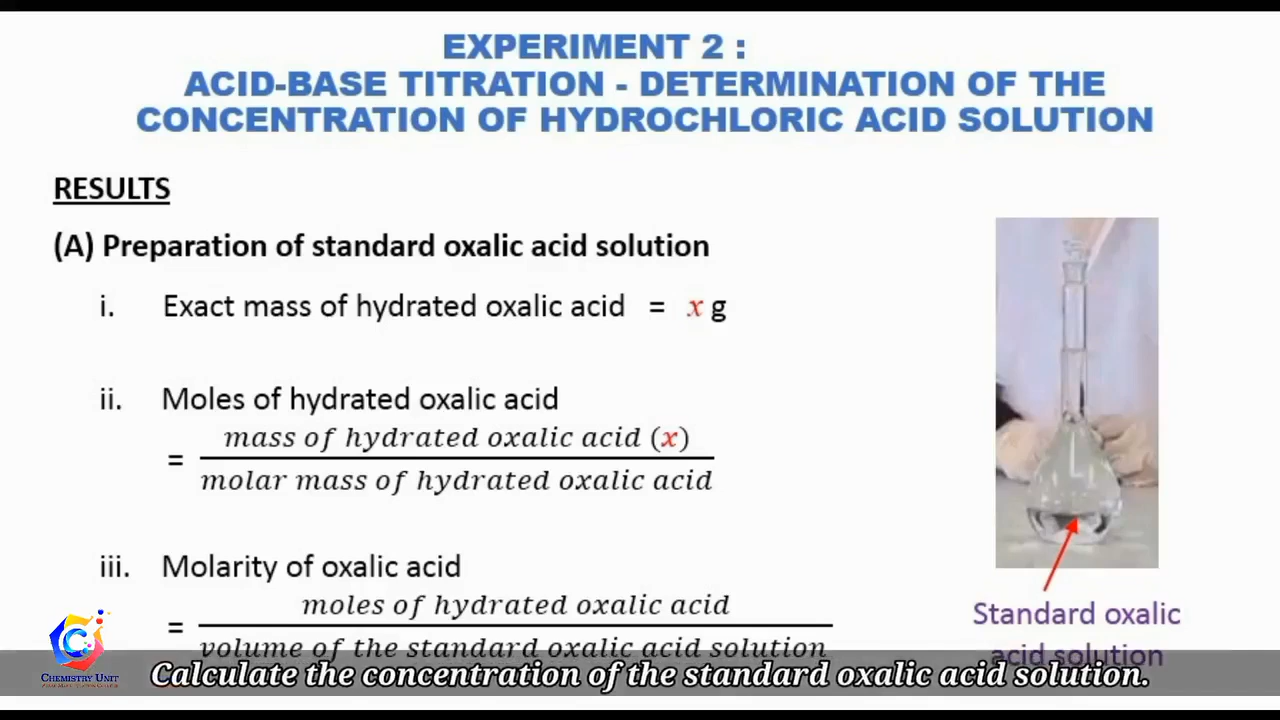 EXPERIMENT 2 :
ACID-BASE TITRATION - DETERMINATION OF THE
CONCENTRATION OF HYDROCHLORIC ACID SOLUTION
RESULTS
(A) Preparation of standard oxalic acid solution
i. Exact mass of hydrated oxalic acid = x g
ii. Moles of hydrated oxalic acid
= mass of hydrated oxalic acid (x)
molar mass of hydrated oxalic acid
iii. Molarity of oxalic acid
= moles of hydrated oxalic acid
volume of the standard oxalic acid solution
Standard oxalic
acid solution
C
CHEMISTRY UNIT
Calculate the concentration of the standard oxalic acid solution.